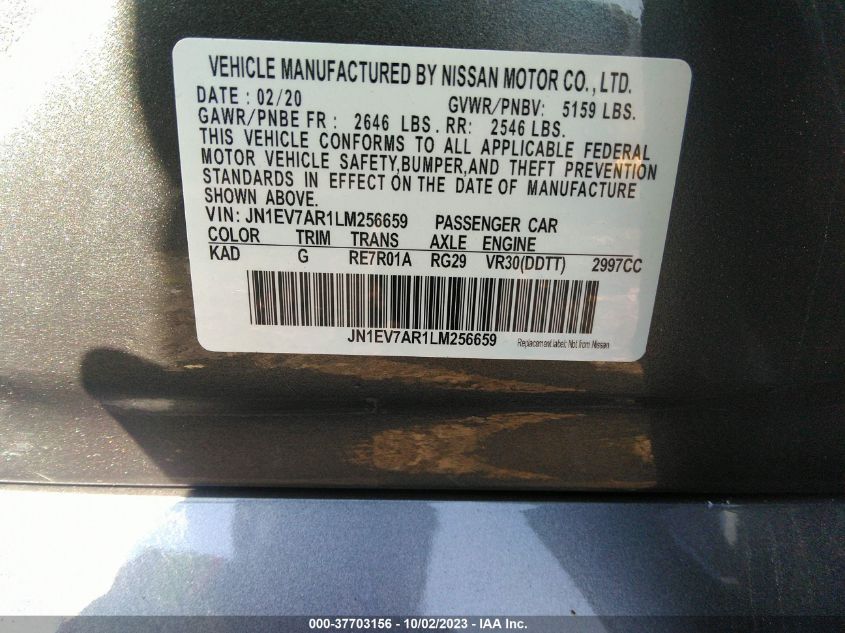 VEHICLE MANUFACTURED BY NISSAN MOTOR CO., LTD.
DATE : 02/20 GVWR/PNBV: 5159 LBS.
GAWR/PNBE FR : 2646 LBS. RR: 2546 LBS.
THIS VEHICLE CONFORMS TO ALL APPLICABLE FEDERAL
MOTOR VEHICLE SAFETY,BUMPER,AND THEFT PREVENTION
STANDARDS IN EFFECT ON THE DATE OF MANUFACTURE
SHOWN ABOVE.
VIN: JN1EV7AR1LM256659 PASSENGER CAR
COLOR TRIM TRANS AXLE ENGINE
KAD G RE7R01A RG29 VR30(DDTT) 2997CC
JN1EV7AR1LM256659
Replacement label: Not from Nissan
000-37703156 - 10/02/2023 - IAA Inc.